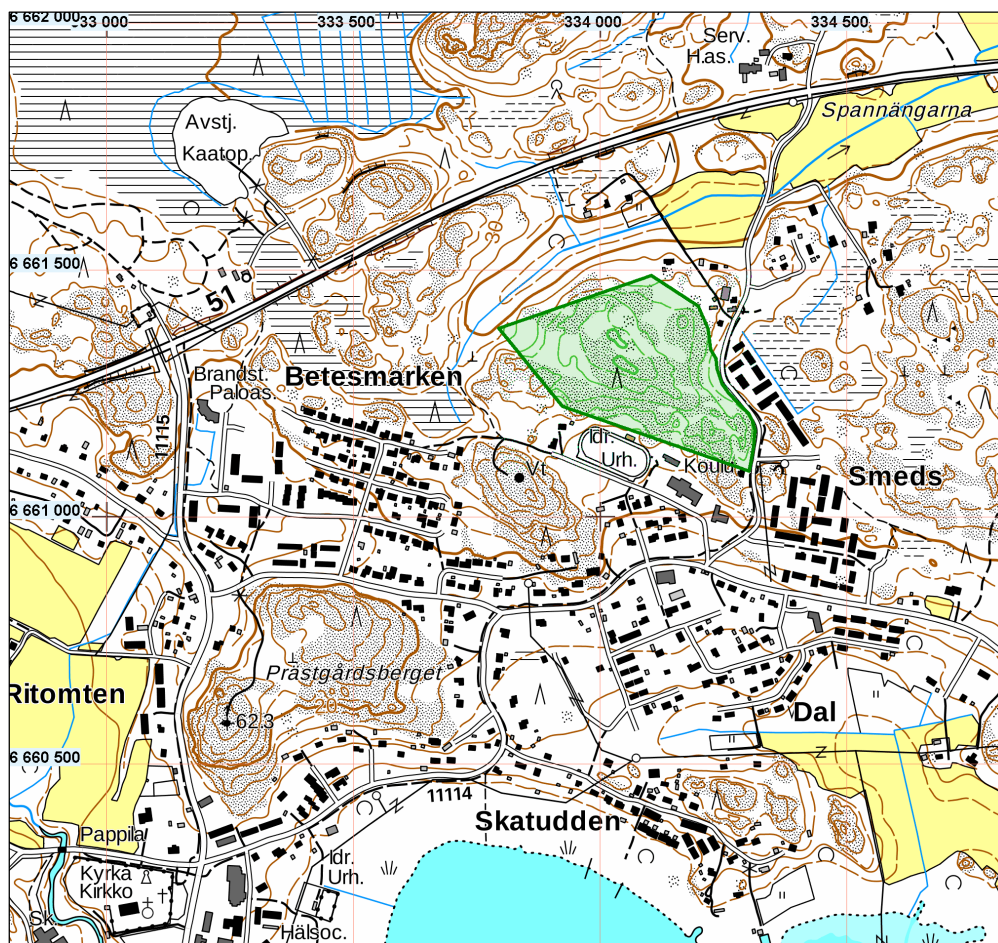 6 662 000
33 000
333 500
334 000
334 500
Serv.
H.as.
Spannängarna
Avstj.
Kaatop.
30
6 661 500
51
Brandst.
Paloas.
Betesmarken
11115
Idr.
Urh.
Koulu
Vt
Smeds
6 661 000
Prästgårdsberget
20
Ritomten
62.3
Dal
6 660 500
11114
Skatudden
Pappila
Kyrka
Kirkko
Idr.
Urh.
Sk.
Hälsoc.